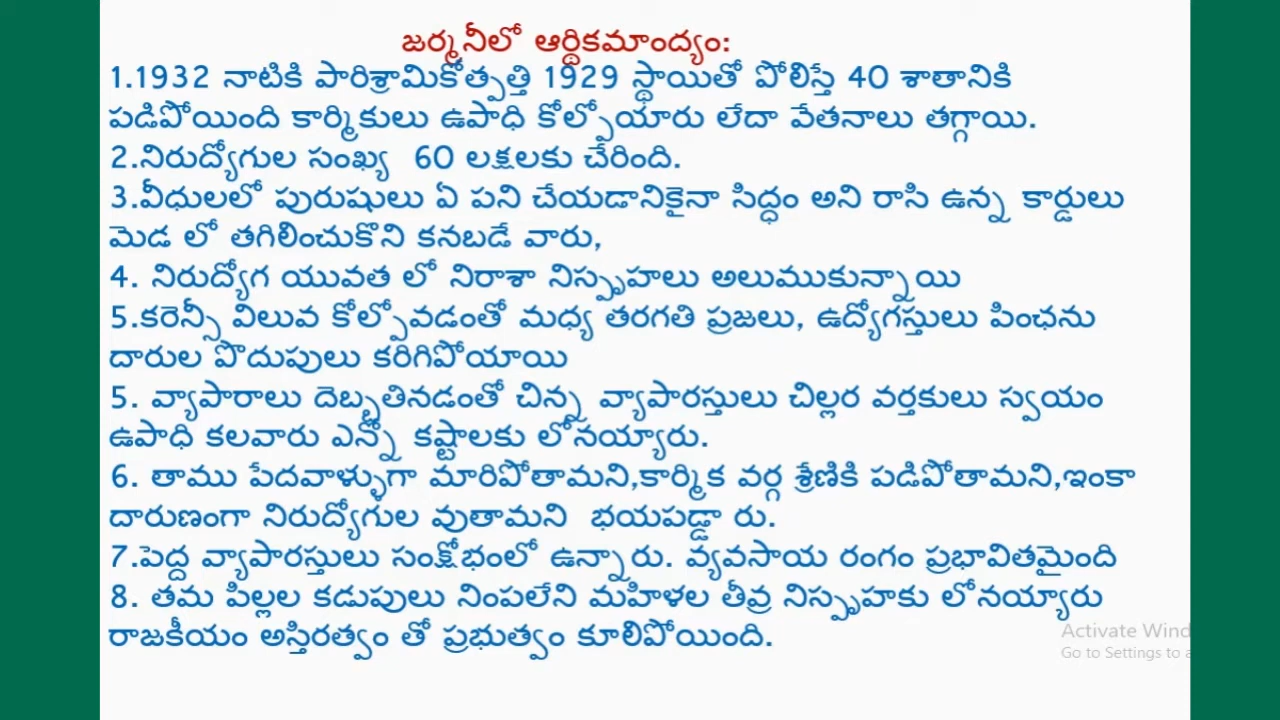 జర్మనీలో ఆర్థికమాంద్యం:
1.1932 నాటికి పారిశ్రామికోత్పత్తి 1929 స్థాయితో పోలిస్తే 40 శాతానికి
పడిపోయింది కార్మికులు ఉపాధి కోల్పోయారు లేదా వేతనాలు తగ్గాయి.
2.నిరుద్యోగుల సంఖ్య 60 లక్షలకు చేరింది.
3.వీధులలో పురుషులు ఏ పని చేయడానికైనా సిద్ధం అని రాసి ఉన్న కార్డులు
మెడ లో తగిలించుకొని కనబడే వారు,
4. నిరుద్యోగ యువత లో నిరాశా నిస్పృహలు అలుముకున్నాయి
5.కరెన్సీ విలువ కోల్పోవడంతో మధ్య తరగతి ప్రజలు, ఉద్యోగస్తులు పింఛను
దారుల పొదుపులు కరిగిపోయాయి
5. వ్యాపారాలు దెబ్బతినడంతో చిన్న వ్యాపారస్తులు చిల్లర వర్తకులు స్వయం
ఉపాధి కలవారు ఎన్నో కష్టాలకు లోనయ్యారు.
6. తాము పేదవాళ్ళుగా మారిపోతామని,కార్మిక వర్గ శ్రేణికి పడిపోతామని,ఇంకా
దారుణంగా నిరుద్యోగుల వుతామని భయపడ్డా రు.
7.పెద్ద వ్యాపారస్తులు సంక్షోభంలో ఉన్నారు. వ్యవసాయ రంగం ప్రభావితమైంది
8. తమ పిల్లల కడుపులు నింపలేని మహిళల తీవ్ర నిస్పృహకు లోనయ్యారు
రాజకీయం అస్తిరత్వం తో ప్రభుత్వం కూలిపోయింది.
Activate Wind
Go to Settings to a